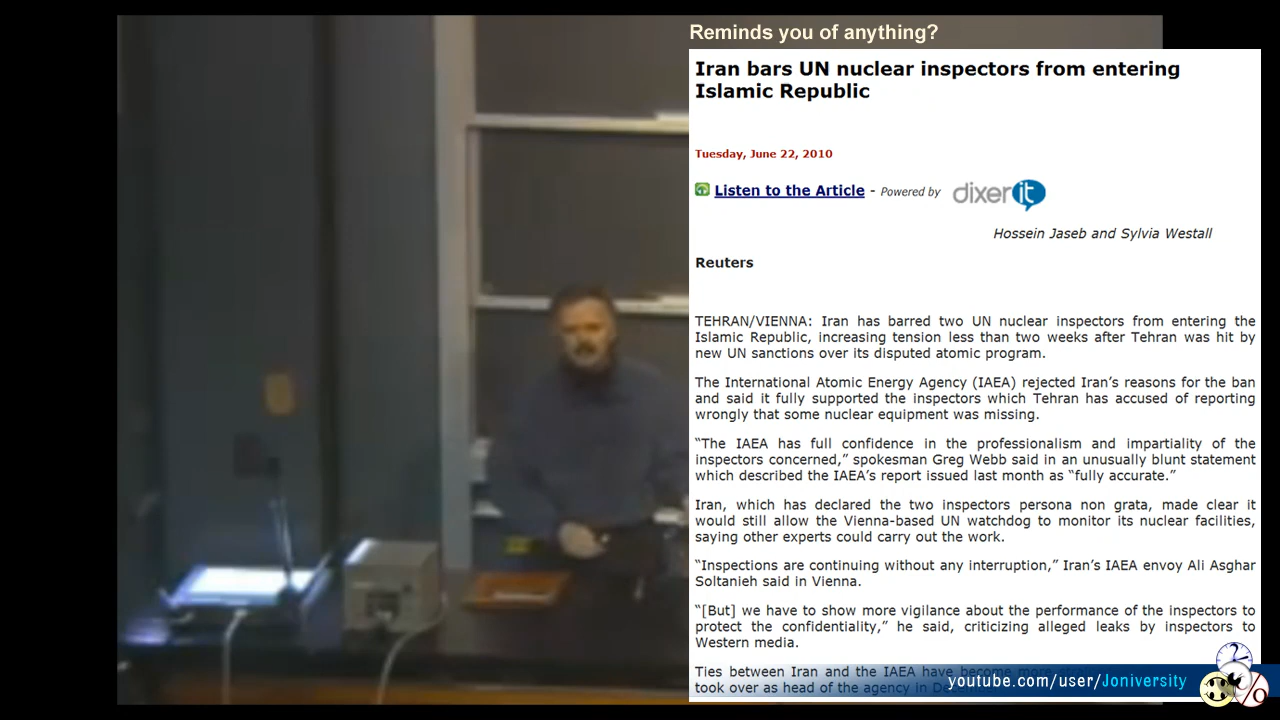 Reminds you of anything?
Iran bars UN nuclear inspectors from entering
Islamic Republic
Tuesday, June 22, 2010
Listen to the Article - Powered by dixerit
Hossein Jaseb and Sylvia Westall
Reuters
TEHRAN/VIENNA: Iran has barred two UN nuclear inspectors from entering the
Islamic Republic, increasing tension less than two weeks after Tehran was hit by
new UN sanctions over its disputed atomic program.
The International Atomic Energy Agency (IAEA) rejected Iran’s reasons for the ban
and said it fully supported the inspectors which Tehran has accused of reporting
wrongly that some nuclear equipment was missing.
“The IAEA has full confidence in the professionalism and impartiality of the
inspectors concerned,” spokesman Greg Webb said in an unusually blunt statement
which described the IAEA’s report issued last month as “fully accurate.”
Iran, which has declared the two inspectors persona non grata, made clear it
would still allow the Vienna-based UN watchdog to monitor its nuclear facilities,
saying other experts could carry out the work.
“Inspections are continuing without any interruption,” Iran’s IAEA envoy Ali Asghar
Soltanieh said in Vienna.
“[But] we have to show more vigilance about the performance of the inspectors to
protect the confidentiality,” he said, criticizing alleged leaks by inspectors to
Western media.
Ties between Iran and the IAEA have become more
took over as head of the agency in
youtube.com/user/Joniversity